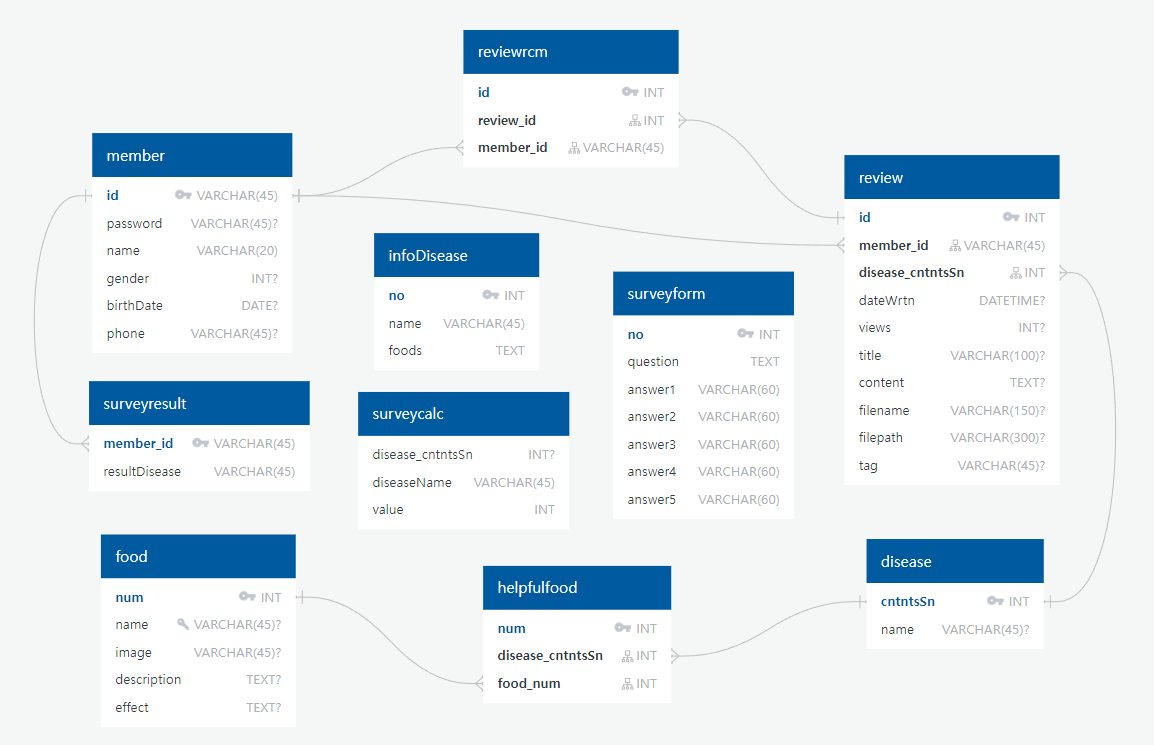 reviewrcm
id INT
review_id INT
member_id VARCHAR(45)
member
id VARCHAR(45)
password VARCHAR(45)?
name VARCHAR(20)
gender INT?
birthDate DATE?
phone VARCHAR(45)?
review
id INT
member_id VARCHAR(45)
disease_cntntsSn INT
dateWrtn DATETIME?
views INT?
title VARCHAR(100)?
content TEXT?
filename VARCHAR(150)?
filepath VARCHAR(300)?
tag VARCHAR(45)?
infoDisease
no INT
name VARCHAR(45)
foods TEXT
surveyform
no INT
question TEXT
answer1 VARCHAR(60)
answer2 VARCHAR(60)
answer3 VARCHAR(60)
answer4 VARCHAR(60)
answer5 VARCHAR(60)
surveyresult
member_id VARCHAR(45)
resultDisease VARCHAR(45)
surveycalc
disease_cntntsSn INT?
diseaseName VARCHAR(45)
value INT
food
num INT
name VARCHAR(45)?
image VARCHAR(45)?
description TEXT?
effect TEXT?
helpfulfood
num INT
disease_cntntsSn INT
food_num INT
disease
cntntsSn INT
name VARCHAR(45)?